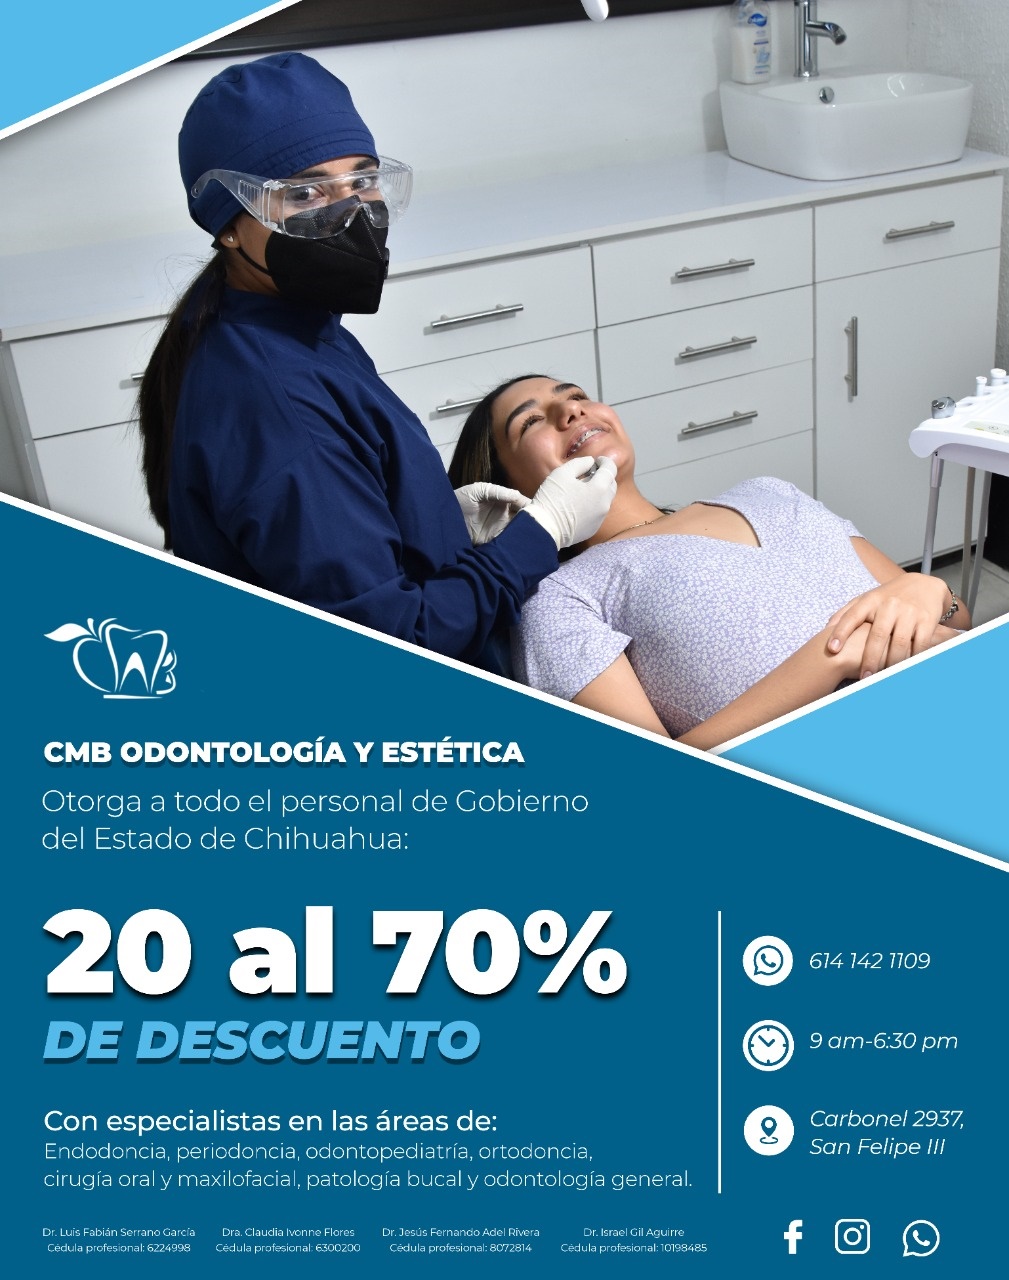 CMB
CMB ODONTOLOGÍA Y ESTÉTICA
Otorga a todo el personal de Gobierno
del Estado de Chihuahua:
20 al 70%
DE DESCUENTO
Con especialistas en las áreas de:
Endodoncia, periodoncia, odontopediatría, ortodoncia,
cirugía oral y maxilofacial, patología bucal y odontología general.
614 142 1109
9 am-6:30 pm
Carbonel 2937,
San Felipe III
Dr. Luis Fabián Serrano García
Cédula profesional: 6224998
Dra. Claudia Ivonne Flores
Cédula profesional: 6300200
Dr. Jesús Fernando Adel Rivera
Cédula profesional: 8072814
Dr. Israel Gil Aguirre
Cédula profesional: 10198485